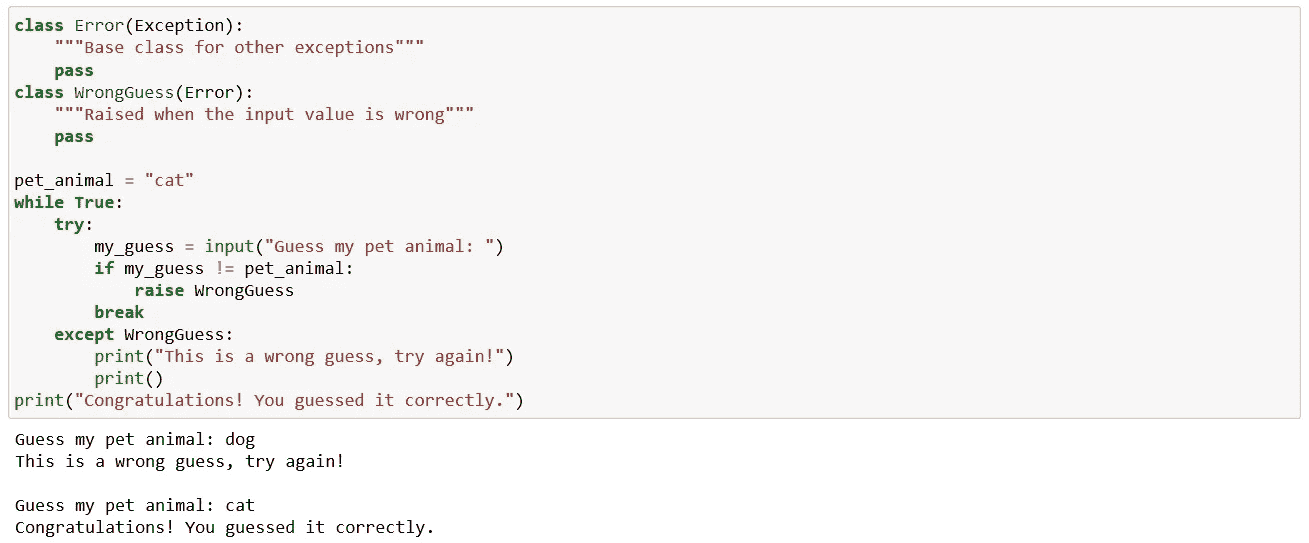 class Error(Exception):
    """Base class for other exceptions"""
    pass
class WrongGuess(Error):
    """Raised when the input value is wrong"""
    pass

pet_animal = "cat"
while True:
    try:
        my_guess = input("Guess my pet animal: ")
        if my_guess != pet_animal:
            raise WrongGuess
        break
    except WrongGuess:
        print("This is a wrong guess, try again!")
        print()
print("Congratulations! You guessed it correctly.")
Guess my pet animal: dog
This is a wrong guess, try again!

Guess my pet animal: cat
Congratulations! You guessed it correctly.